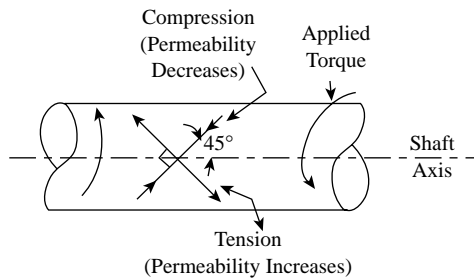 Compression
(Permeability
Decreases)
Applied
Torque
45°
Shaft
Axis
Tension
(Permeability Increases)